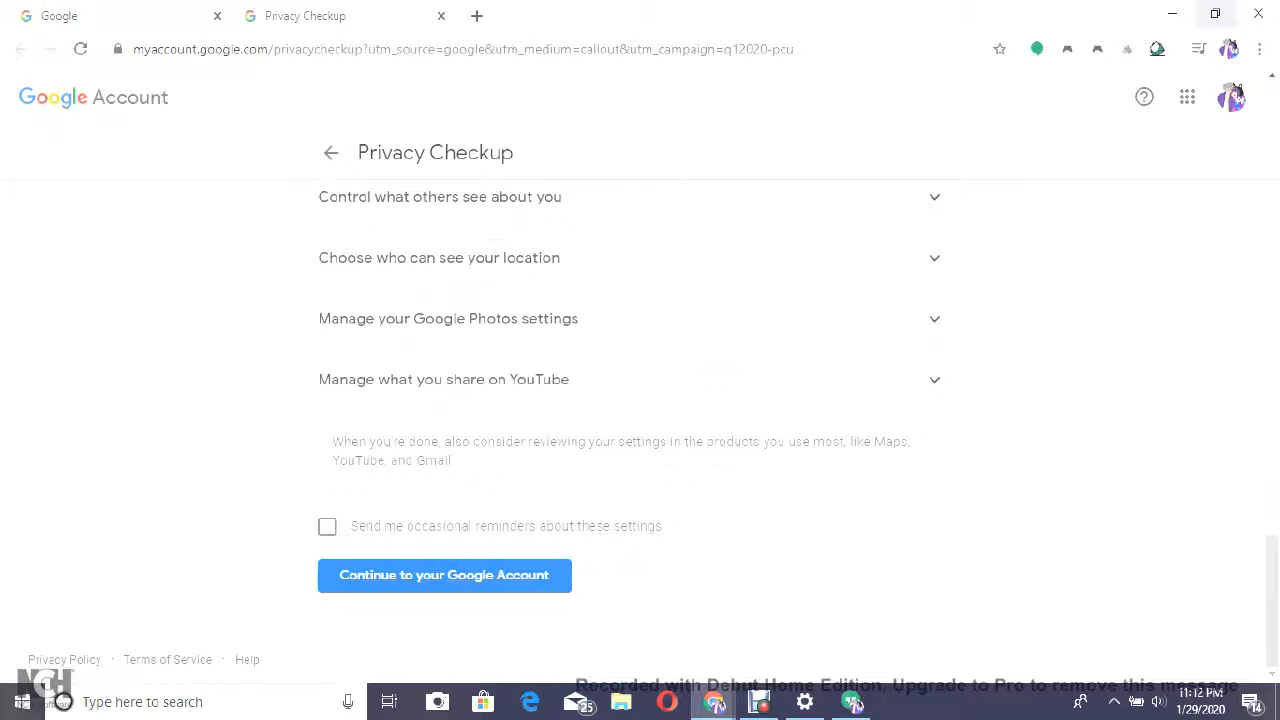 Google
Privacy Checkup
myaccount.google.com/privacycheckup?utm_source=google&utm_medium=callout&utm_campaign=q12020-pcu
Google Account
Privacy Checkup
Control what others see about you
Choose who can see your location
Manage your Google Photos settings
Manage what you share on YouTube
When you're done, also consider reviewing your settings in the products you use most, like Maps,
YouTube, and Gmail
Send me occasional reminders about these settings
Continue to your Google Account
Privacy Policy · Terms of Service · Help
NCH
Recorded with Debut Home Edition, Upgrade to Pro to remove this message
Type here to search
25
11:12 PM
1/29/2020
14